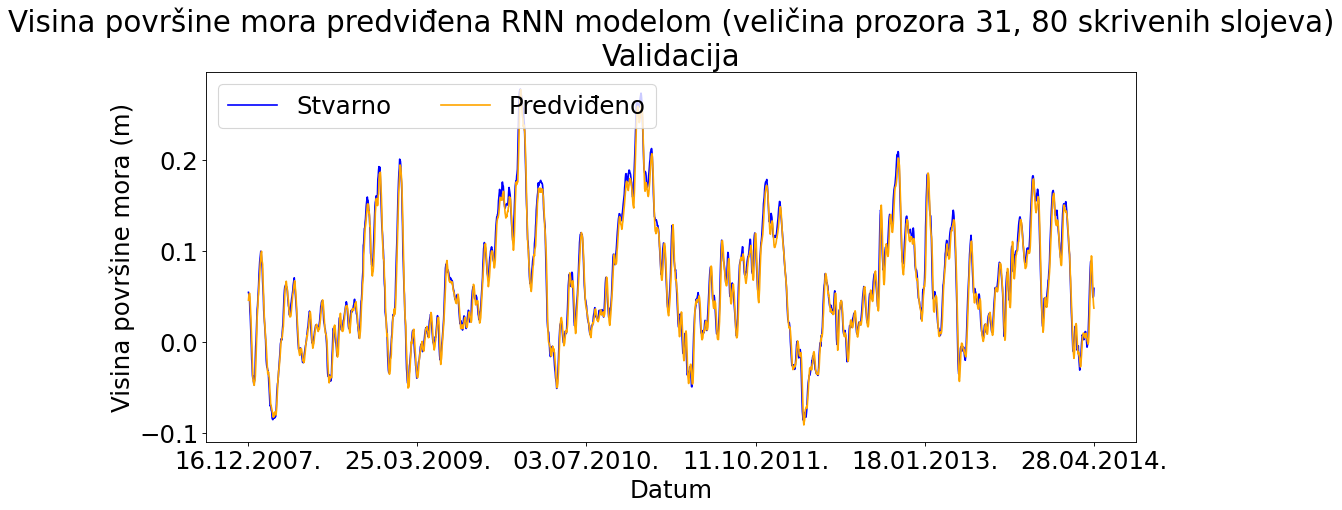 Visina površine mora predviđena RNN modelom (veličina prozora 31, 80 skrivenih slojeva)
Validacija
Stvarno Predviđeno
Visina površine mora (m)
0.2
0.1
0.0
−0.1
16.12.2007. 25.03.2009. 03.07.2010. 11.10.2011. 18.01.2013. 28.04.2014.
Datum